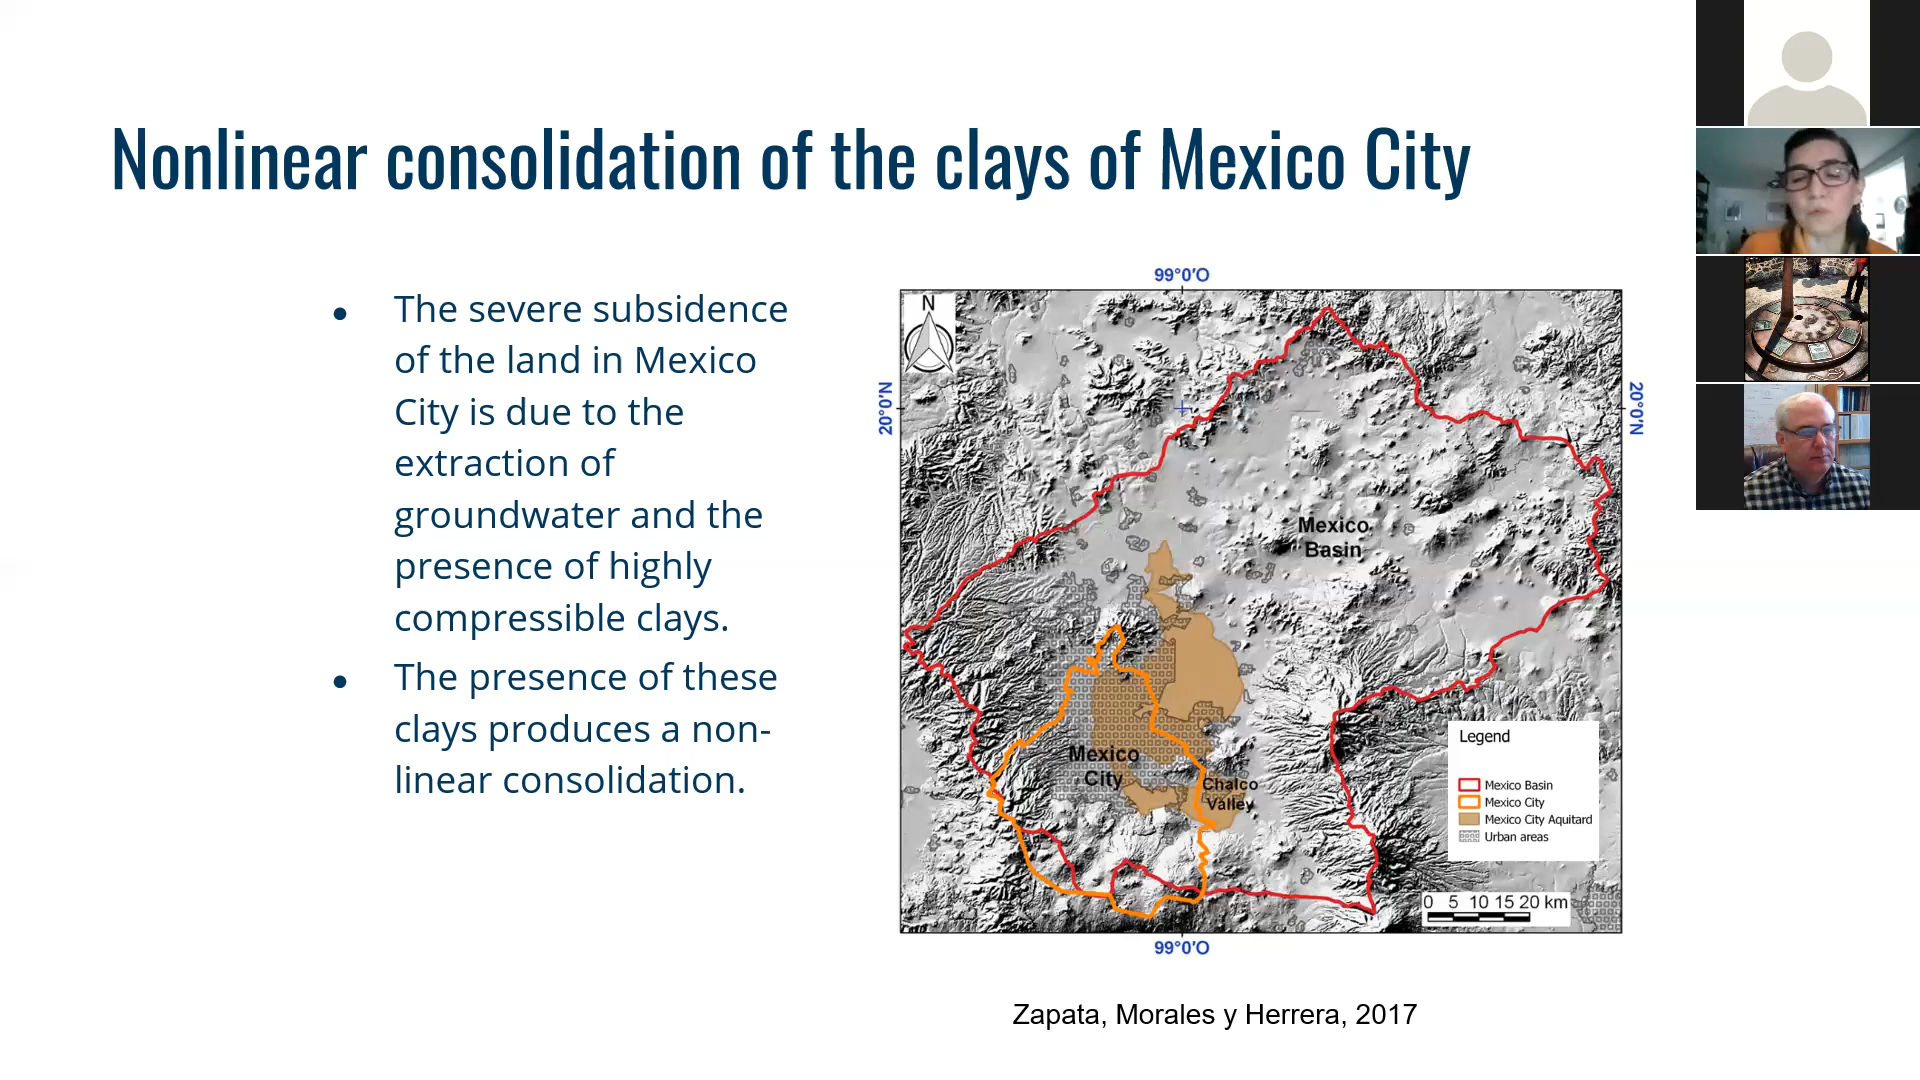 Nonlinear consolidation of the clays of Mexico City
● The severe subsidence
of the land in Mexico
City is due to the
extraction of
groundwater and the
presence of highly
compressible clays.
● The presence of these
clays produces a non-
linear consolidation.
99°0'O
N
20°0'N
20°0'N
Mexico
Basin
Mexico
City
Chalco
Valley
Legend
Mexico Basin
Mexico City
Mexico City Aquitard
Urban areas
0 5 10 15 20 km
99°0'O
Zapata, Morales y Herrera, 2017